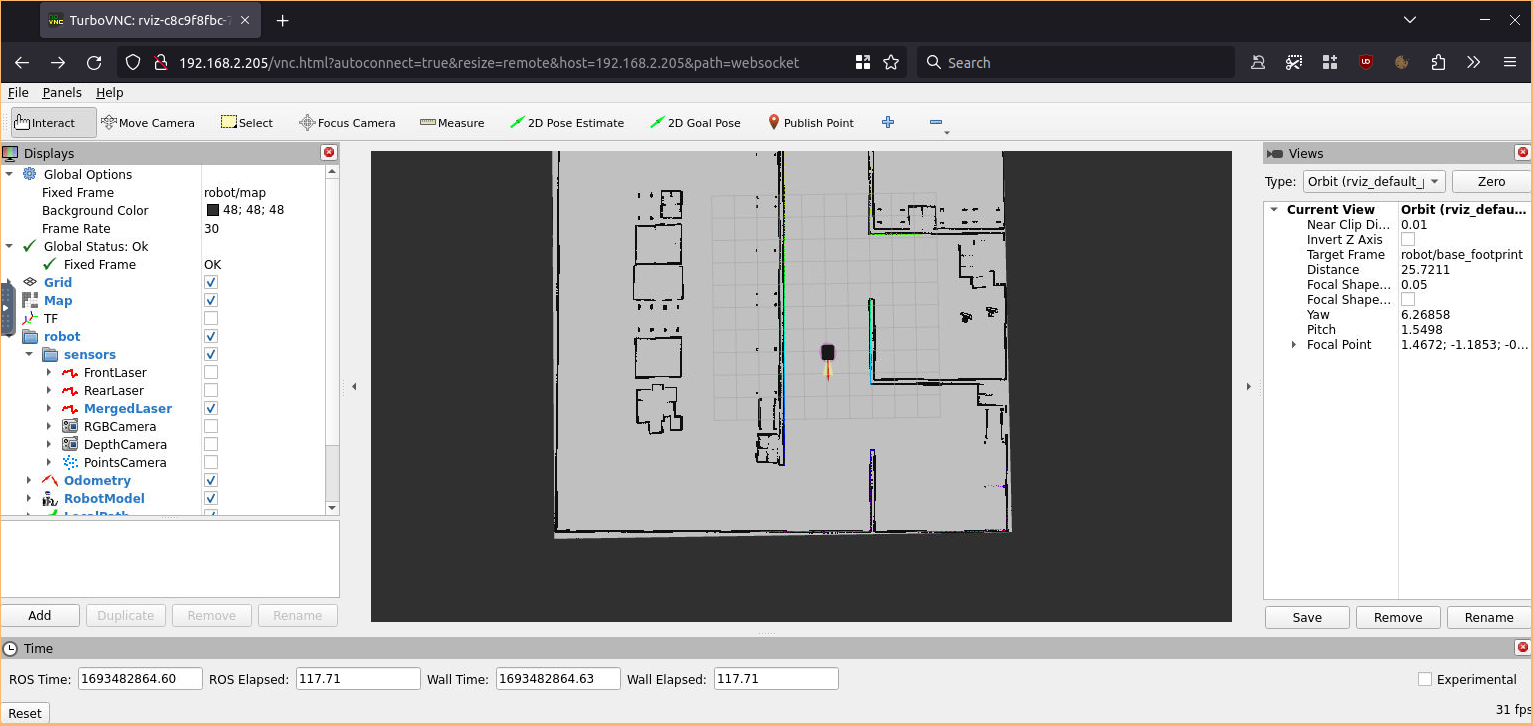 TurboVNC: rviz-c8c9f8fbc-7
192.168.2.205/vnc.html?autoconnect=true&resize=remote&host=192.168.2.205&path=websocket
Search
File Panels Help
Interact Move Camera Select Focus Camera Measure 2D Pose Estimate 2D Goal Pose Publish Point
Displays
Global Options
Fixed Frame robot/map
Background Color 48; 48; 48
Frame Rate 30
Global Status: Ok
Fixed Frame OK
Grid
Map
TF
robot
sensors
FrontLaser
RearLaser
MergedLaser
RGBCamera
DepthCamera
PointsCamera
Odometry
RobotModel
LocalPath
Add Duplicate Remove Rename
Views
Type: Orbit (rviz_default_ Zero
Current View Orbit (rviz_defau...
Near Clip Di... 0.01
Invert Z Axis
Target Frame robot/base_footprint
Distance 25.7211
Focal Shape... 0.05
Focal Shape...
Yaw 6.26858
Pitch 1.5498
Focal Point 1.4672; -1.1853; -0...
Save Remove Rename
Time
ROS Time: 1693482864.60 ROS Elapsed: 117.71 Wall Time: 1693482864.63 Wall Elapsed: 117.71 Experimental
Reset 31 fps